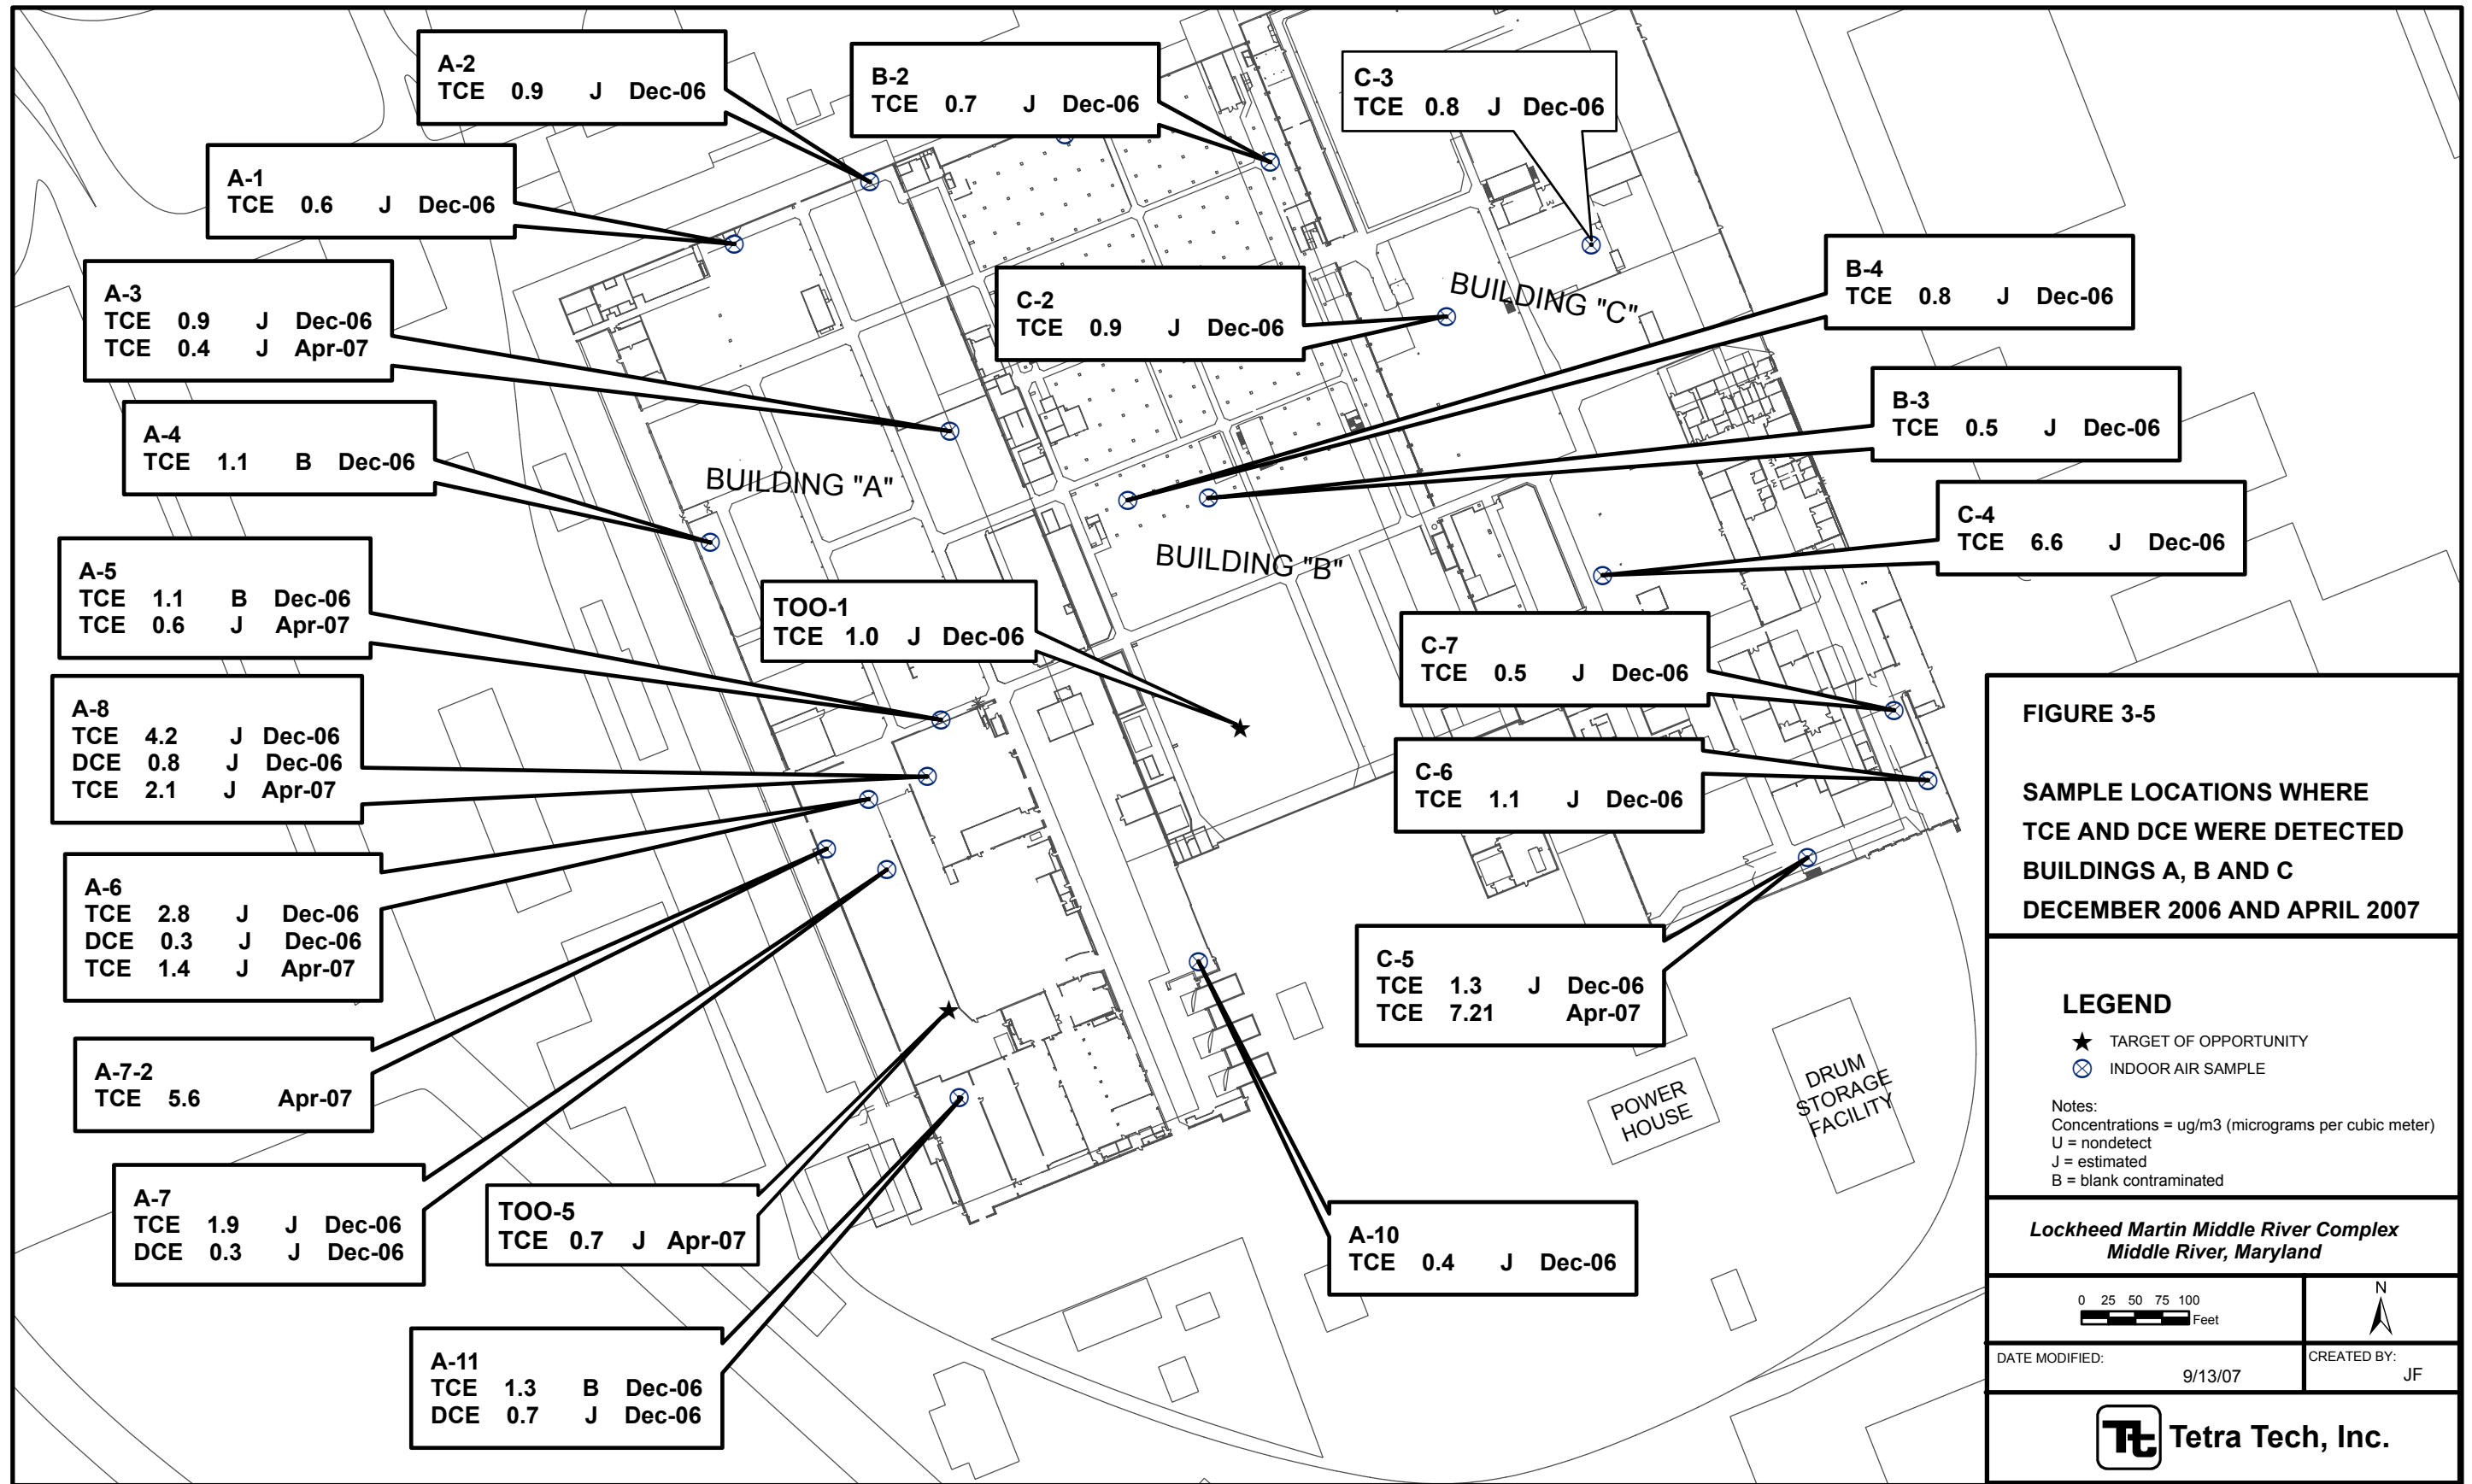 A-2
TCE 0.9 J Dec-06
B-2
TCE 0.7 J Dec-06
C-3
TCE 0.8 J Dec-06
A-1
TCE 0.6 J Dec-06
A-3
TCE 0.9 J Dec-06
TCE 0.4 J Apr-07
C-2
TCE 0.9 J Dec-06
BUILDING "C"
B-4
TCE 0.8 J Dec-06
B-3
TCE 0.5 J Dec-06
A-4
TCE 1.1 B Dec-06
BUILDING "A"
C-4
TCE 6.6 J Dec-06
BUILDING "B"
A-5
TCE 1.1 B Dec-06
TCE 0.6 J Apr-07
TOO-1
TCE 1.0 J Dec-06
C-7
TCE 0.5 J Dec-06
A-8
TCE 4.2 J Dec-06
DCE 0.8 J Dec-06
TCE 2.1 J Apr-07
C-6
TCE 1.1 J Dec-06
A-6
TCE 2.8 J Dec-06
DCE 0.3 J Dec-06
TCE 1.4 J Apr-07
C-5
TCE 1.3 J Dec-06
TCE 7.21 Apr-07
A-7-2
TCE 5.6 Apr-07
POWER
HOUSE
DRUM
STORAGE
FACILITY
A-7
TCE 1.9 J Dec-06
DCE 0.3 J Dec-06
TOO-5
TCE 0.7 J Apr-07
A-10
TCE 0.4 J Dec-06
A-11
TCE 1.3 B Dec-06
DCE 0.7 J Dec-06
FIGURE 3-5
SAMPLE LOCATIONS WHERE
TCE AND DCE WERE DETECTED
BUILDINGS A, B AND C
DECEMBER 2006 AND APRIL 2007
LEGEND
TARGET OF OPPORTUNITY
INDOOR AIR SAMPLE
Notes:
Concentrations = ug/m3 (micrograms per cubic meter)
U = nondetect
J = estimated
B = blank contaminated
Lockheed Martin Middle River Complex
Middle River, Maryland
0 25 50 75 100
Feet
N
DATE MODIFIED:
9/13/07
CREATED BY:
JF
Tt Tetra Tech, Inc.